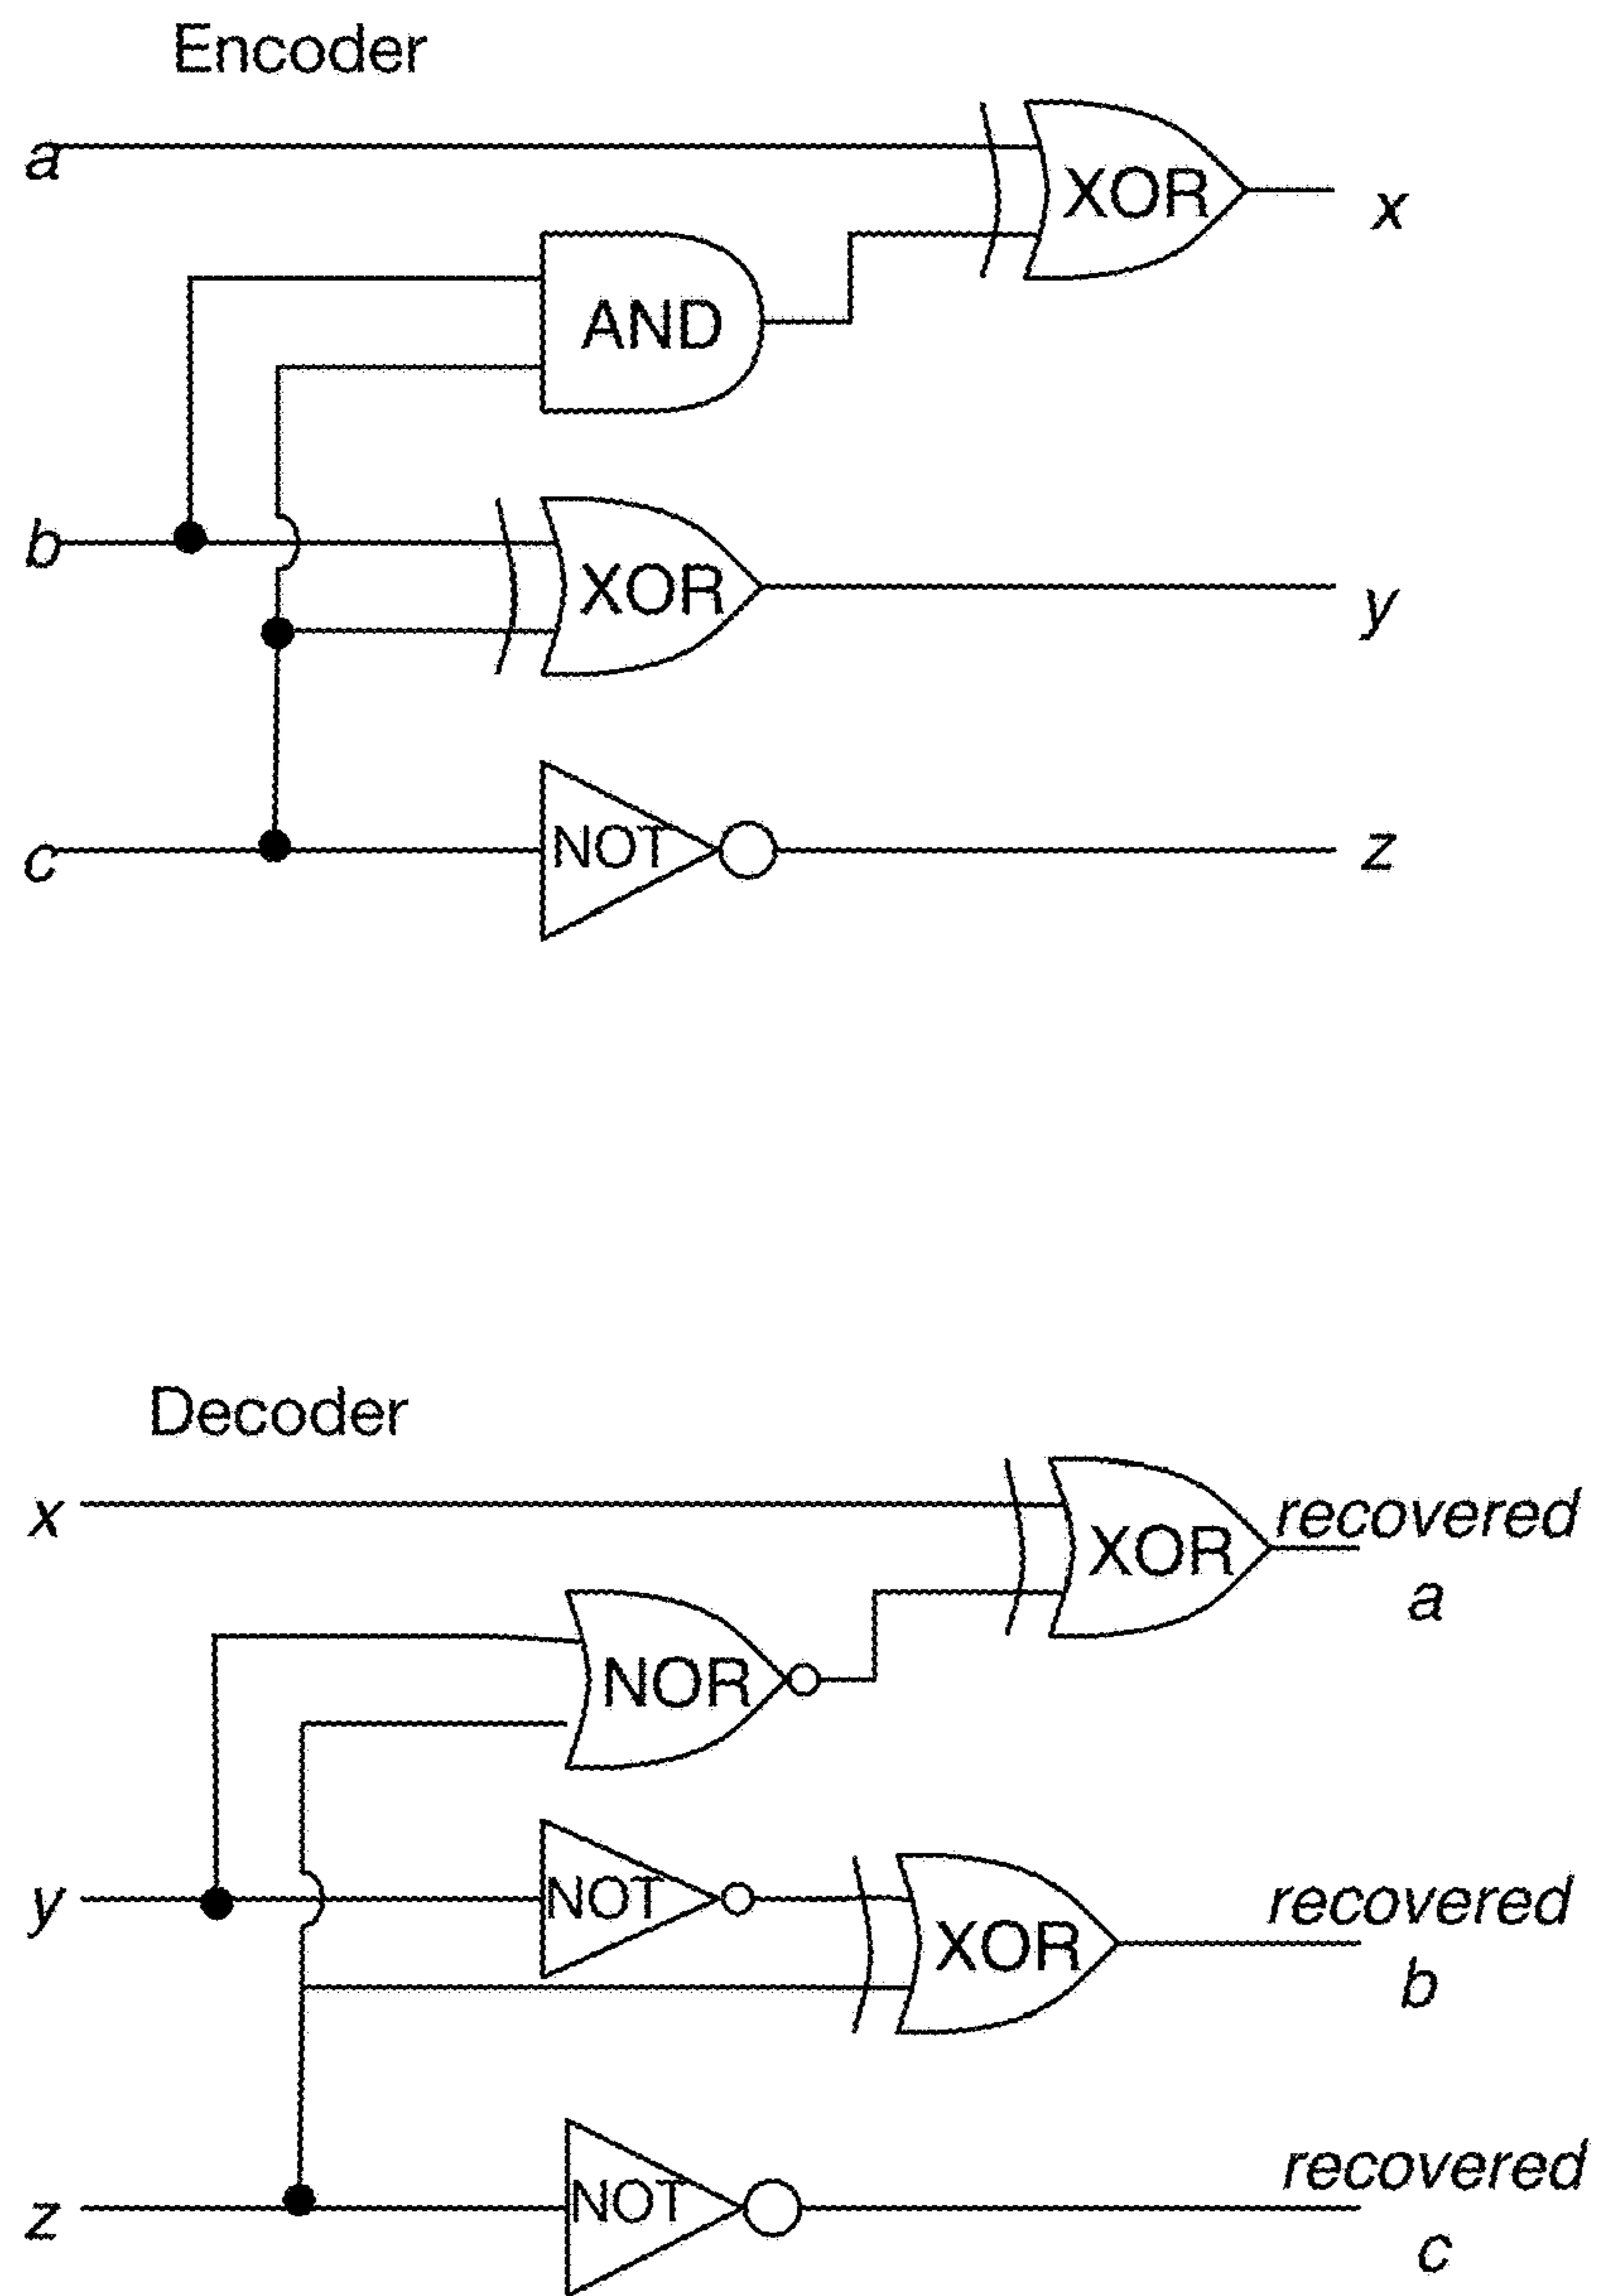 Encoder
a
XOR
x
AND
b
XOR
y
c
NOT
z
Decoder
x
XOR
recovered
a
NOR
y
NOT
XOR
recovered
b
z
NOT
recovered
c